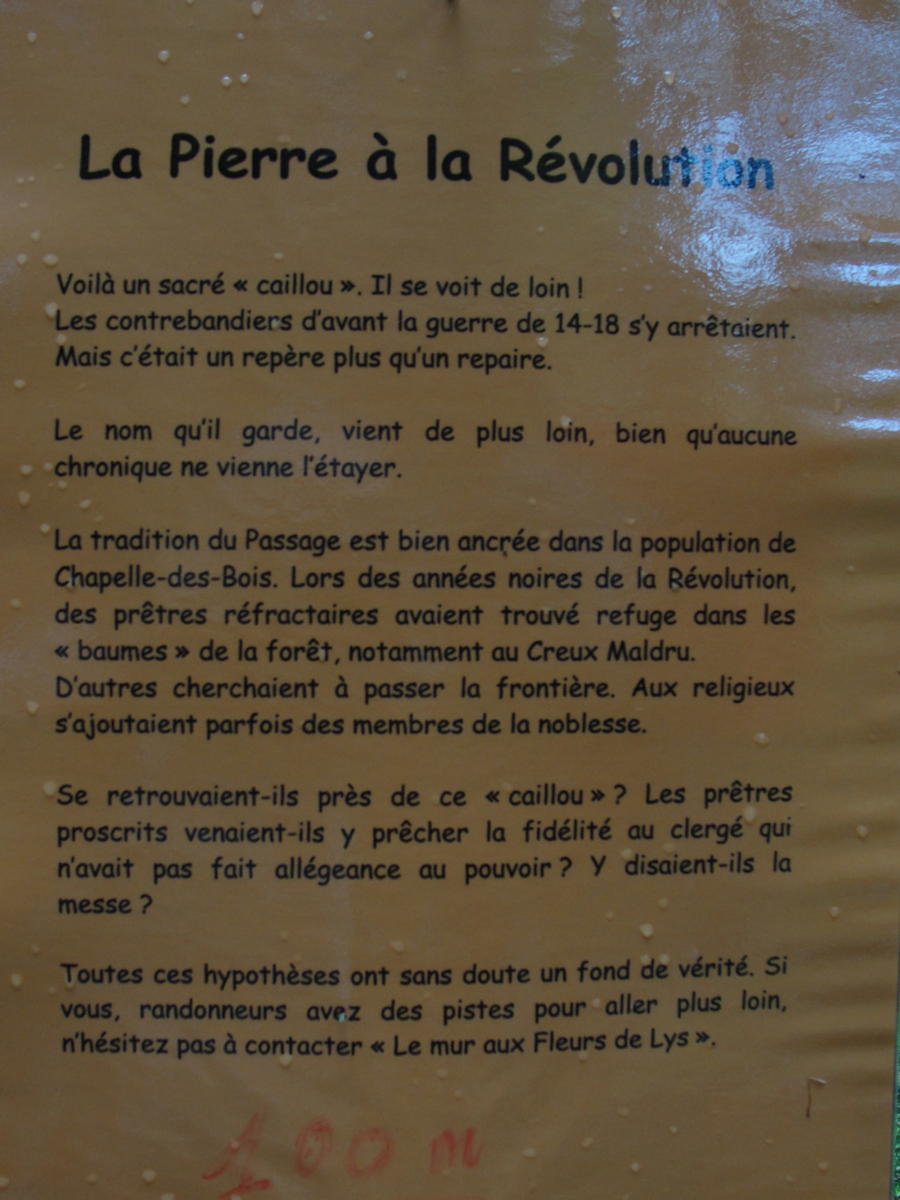 La Pierre à la Révolution
Voilà un sacré « caillou ». Il se voit de loin !
Les contrebandiers d'avant la guerre de 14-18 s'y arrêtaient.
Mais c'était un repère plus qu'un repaire.
Le nom qu'il garde, vient de plus loin, bien qu'aucune
chronique ne vienne l'étayer.
La tradition du Passage est bien ancrée dans la population de
Chapelle-des-Bois. Lors des années noires de la Révolution,
des prêtres réfractaires avaient trouvé refuge dans les
« baumes » de la forêt, notamment au Creux Maldru.
D'autres cherchaient à passer la frontière. Aux religieux
s'ajoutaient parfois des membres de la noblesse.
Se retrouvaient-ils près de ce « caillou » ? Les prêtres
proscrits venaient-ils y prêcher la fidélité au clergé qui
n'avait pas fait allégeance au pouvoir ? Y disaient-ils la
messe ?
Toutes ces hypothèses ont sans doute un fond de vérité. Si
vous, randonneurs avez des pistes pour aller plus loin,
n'hésitez pas à contacter « Le mur aux Fleurs de Lys ».
100 m